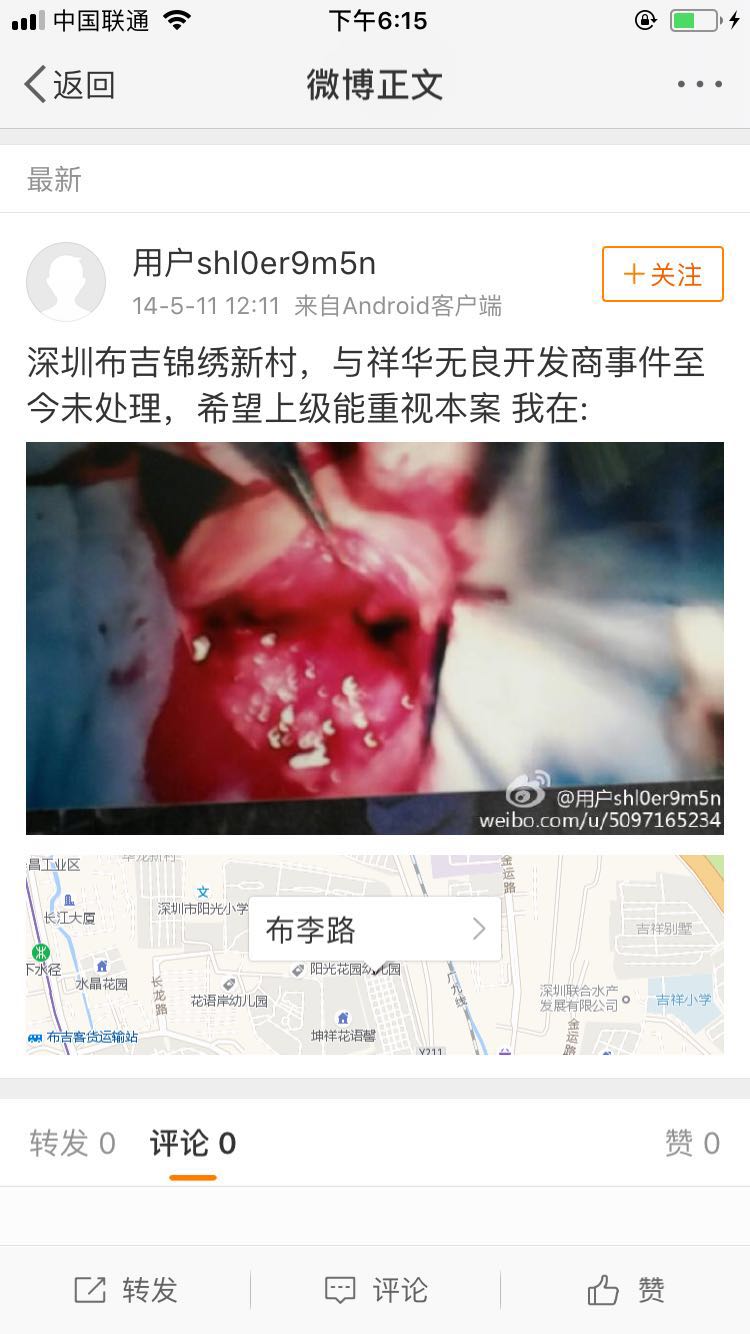 中国联通
下午6:15
返回
微博正文
最新
用户shl0er9m5n
14-5-11 12:11 来自Android客户端
+关注
深圳布吉锦绣新村，与祥华无良开发商事件至
今未处理，希望上级能重视本案 我在:
@用户shl0er9m5n
weibo.com/u/5097165234
昌工业区
金运路
文
长江大厦
深圳市阳光小学
布李路
吉祥别墅
下水径
水晶花园
阳光花园幼儿园
长龙路
花语岸幼儿园
广九线
深圳联合水产
发展有限公司
吉祥小学
布吉客货运输站
坤祥花语馨
金运路
Y211
转发 0
评论 0
赞 0
转发
评论
赞